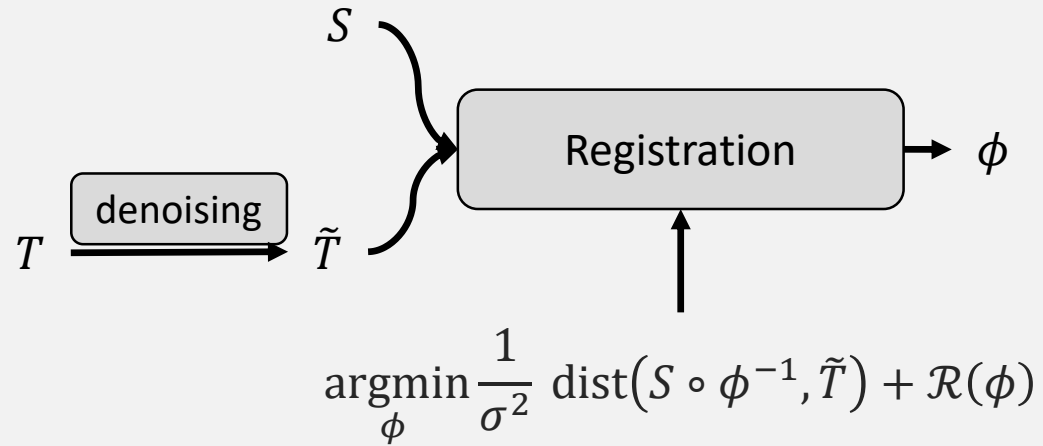 S
Registration
ϕ
denoising
T
T̃
argmin_ϕ 1/σ² dist(S ∘ ϕ⁻¹, T̃) + ℛ(ϕ)